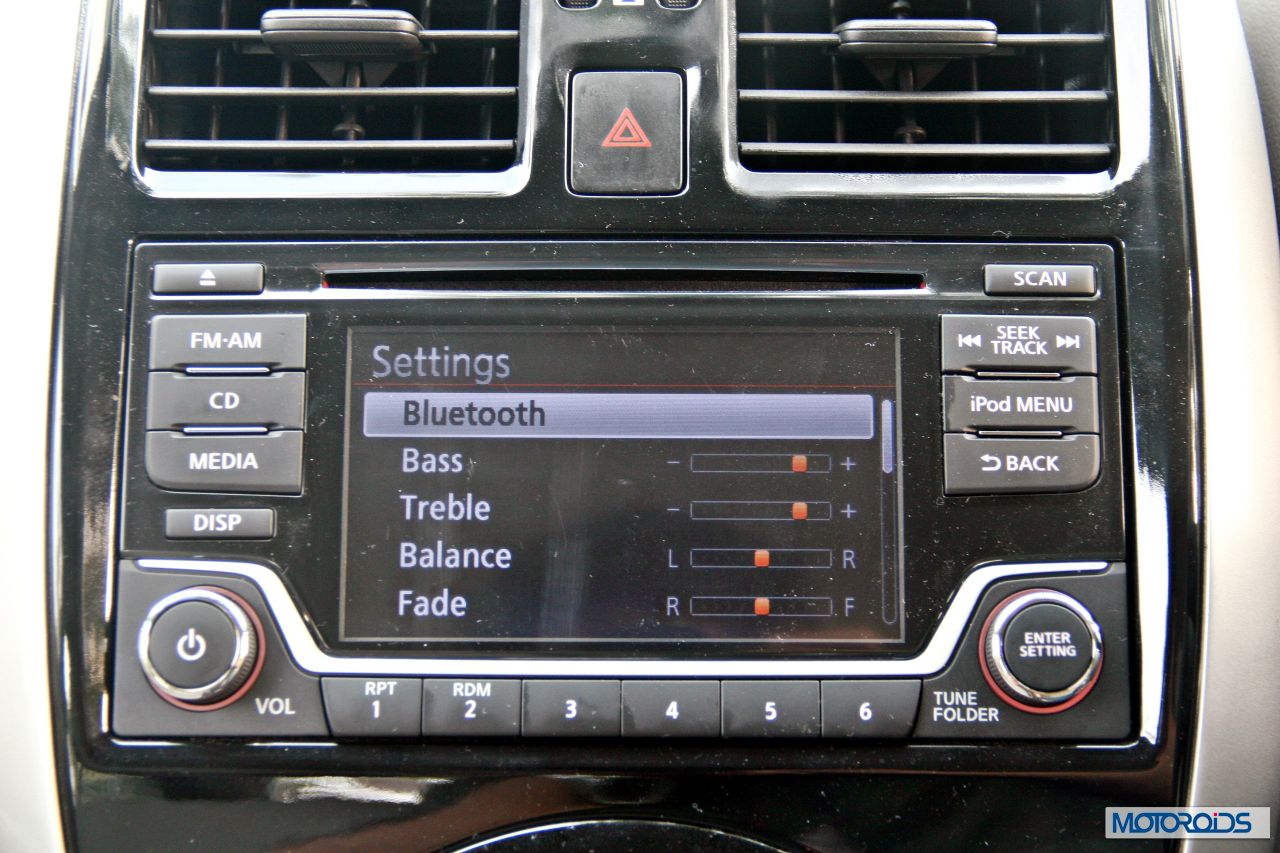 SCAN
FM-AM
SEEK
TRACK
Settings
CD
iPod MENU
Bluetooth
MEDIA
Bass - +
BACK
Treble - +
DISP
Balance L R
Fade R F
ENTER
SETTING
VOL
RPT
1
RDM
2
3
4
5
6
TUNE
FOLDER
MOTOROIDS